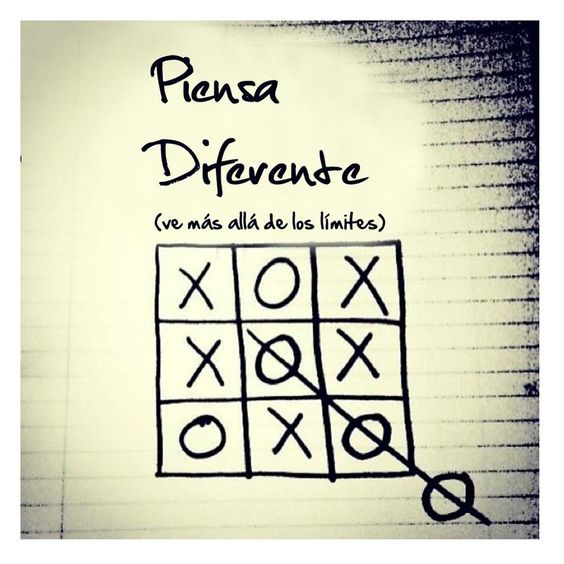 Piensa
Diferente
(ve más allá de los límites)
X O X
X O X
O X O
O